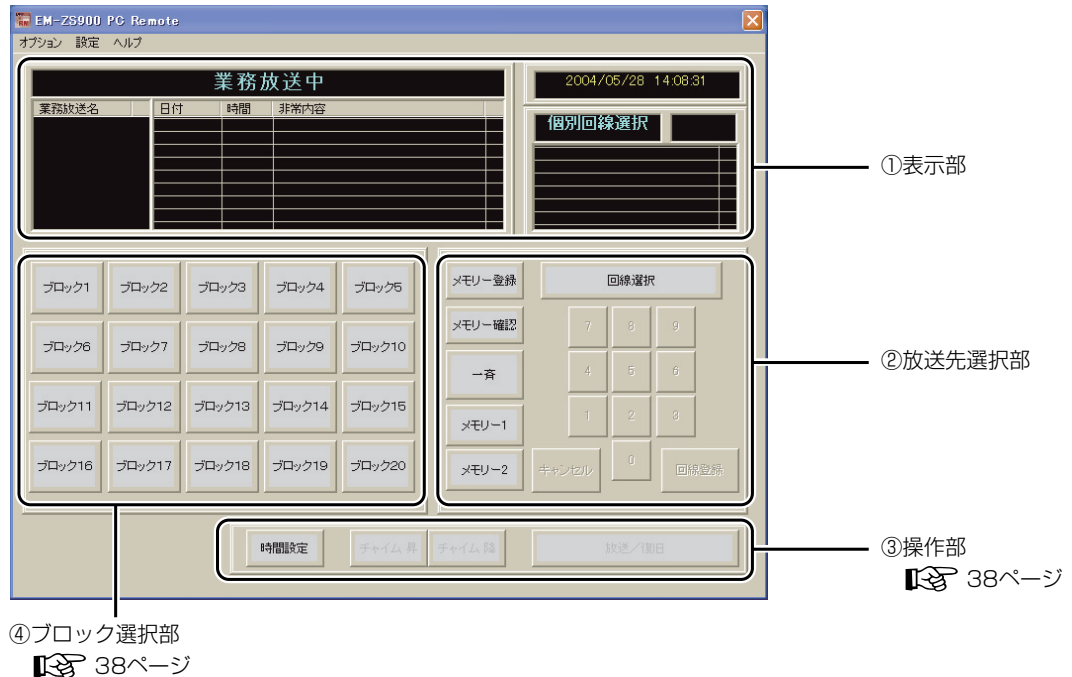 EM-ZS900 PC Remote
オプション 設定 ヘルプ
業務放送中
2004/05/28 14:08:31
業務放送名 日付 時間 非常内容
個別回線選択
①表示部
ブロック1 ブロック2 ブロック3 ブロック4 ブロック5
ブロック6 ブロック7 ブロック8 ブロック9 ブロック10
ブロック11 ブロック12 ブロック13 ブロック14 ブロック15
ブロック16 ブロック17 ブロック18 ブロック19 ブロック20
メモリー登録 回線選択
メモリー確認 7 8 9
一斉 4 5 6
メモリー1 1 2 3
メモリー2 キャンセル 0 回線登録
②放送先選択部
時間設定 チャイム 昇 チャイム 降 放送／復旧
③操作部
38ページ
④ブロック選択部
38ページ